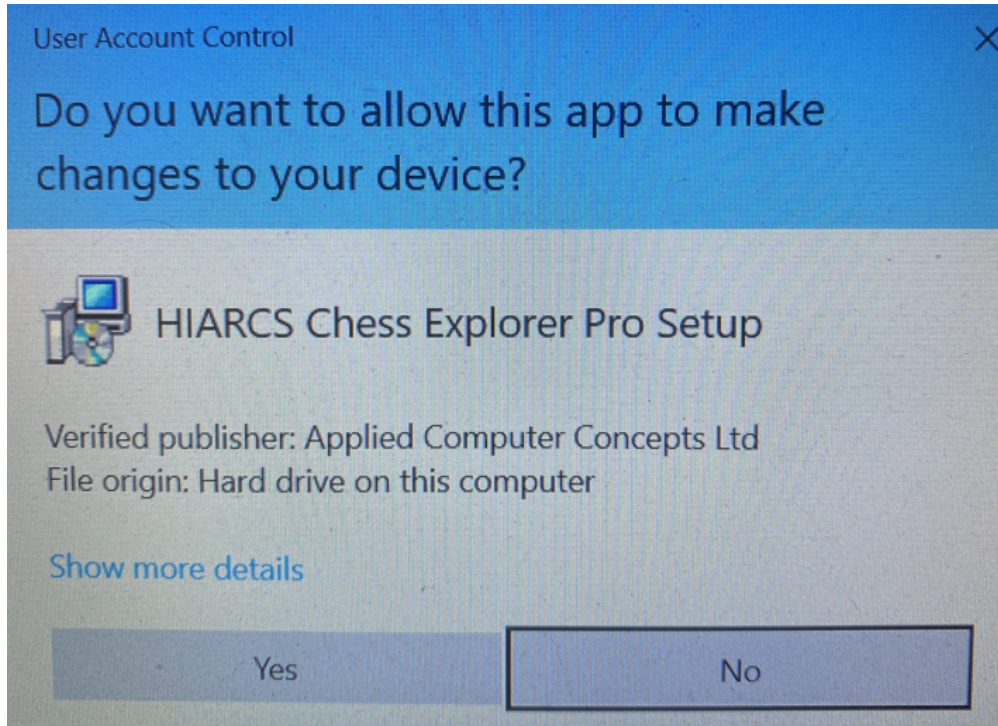 User Account Control
Do you want to allow this app to make
changes to your device?
HIARCS Chess Explorer Pro Setup
Verified publisher: Applied Computer Concepts Ltd
File origin: Hard drive on this computer
Show more details
Yes
No